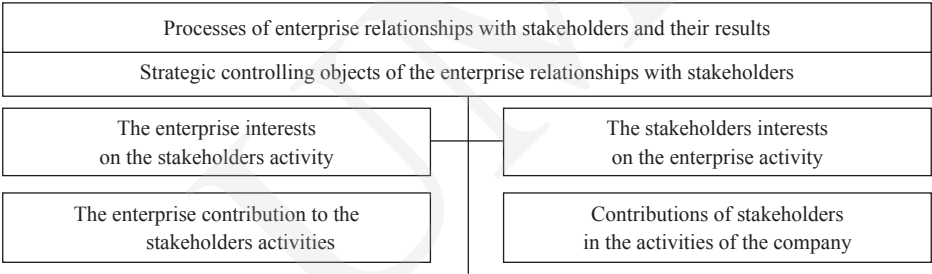 Processes of enterprise relationships with stakeholders and their results
Strategic controlling objects of the enterprise relationships with stakeholders
The enterprise interests
on the stakeholders activity
The stakeholders interests
on the enterprise activity
The enterprise contribution to the
stakeholders activities
Contributions of stakeholders
in the activities of the company